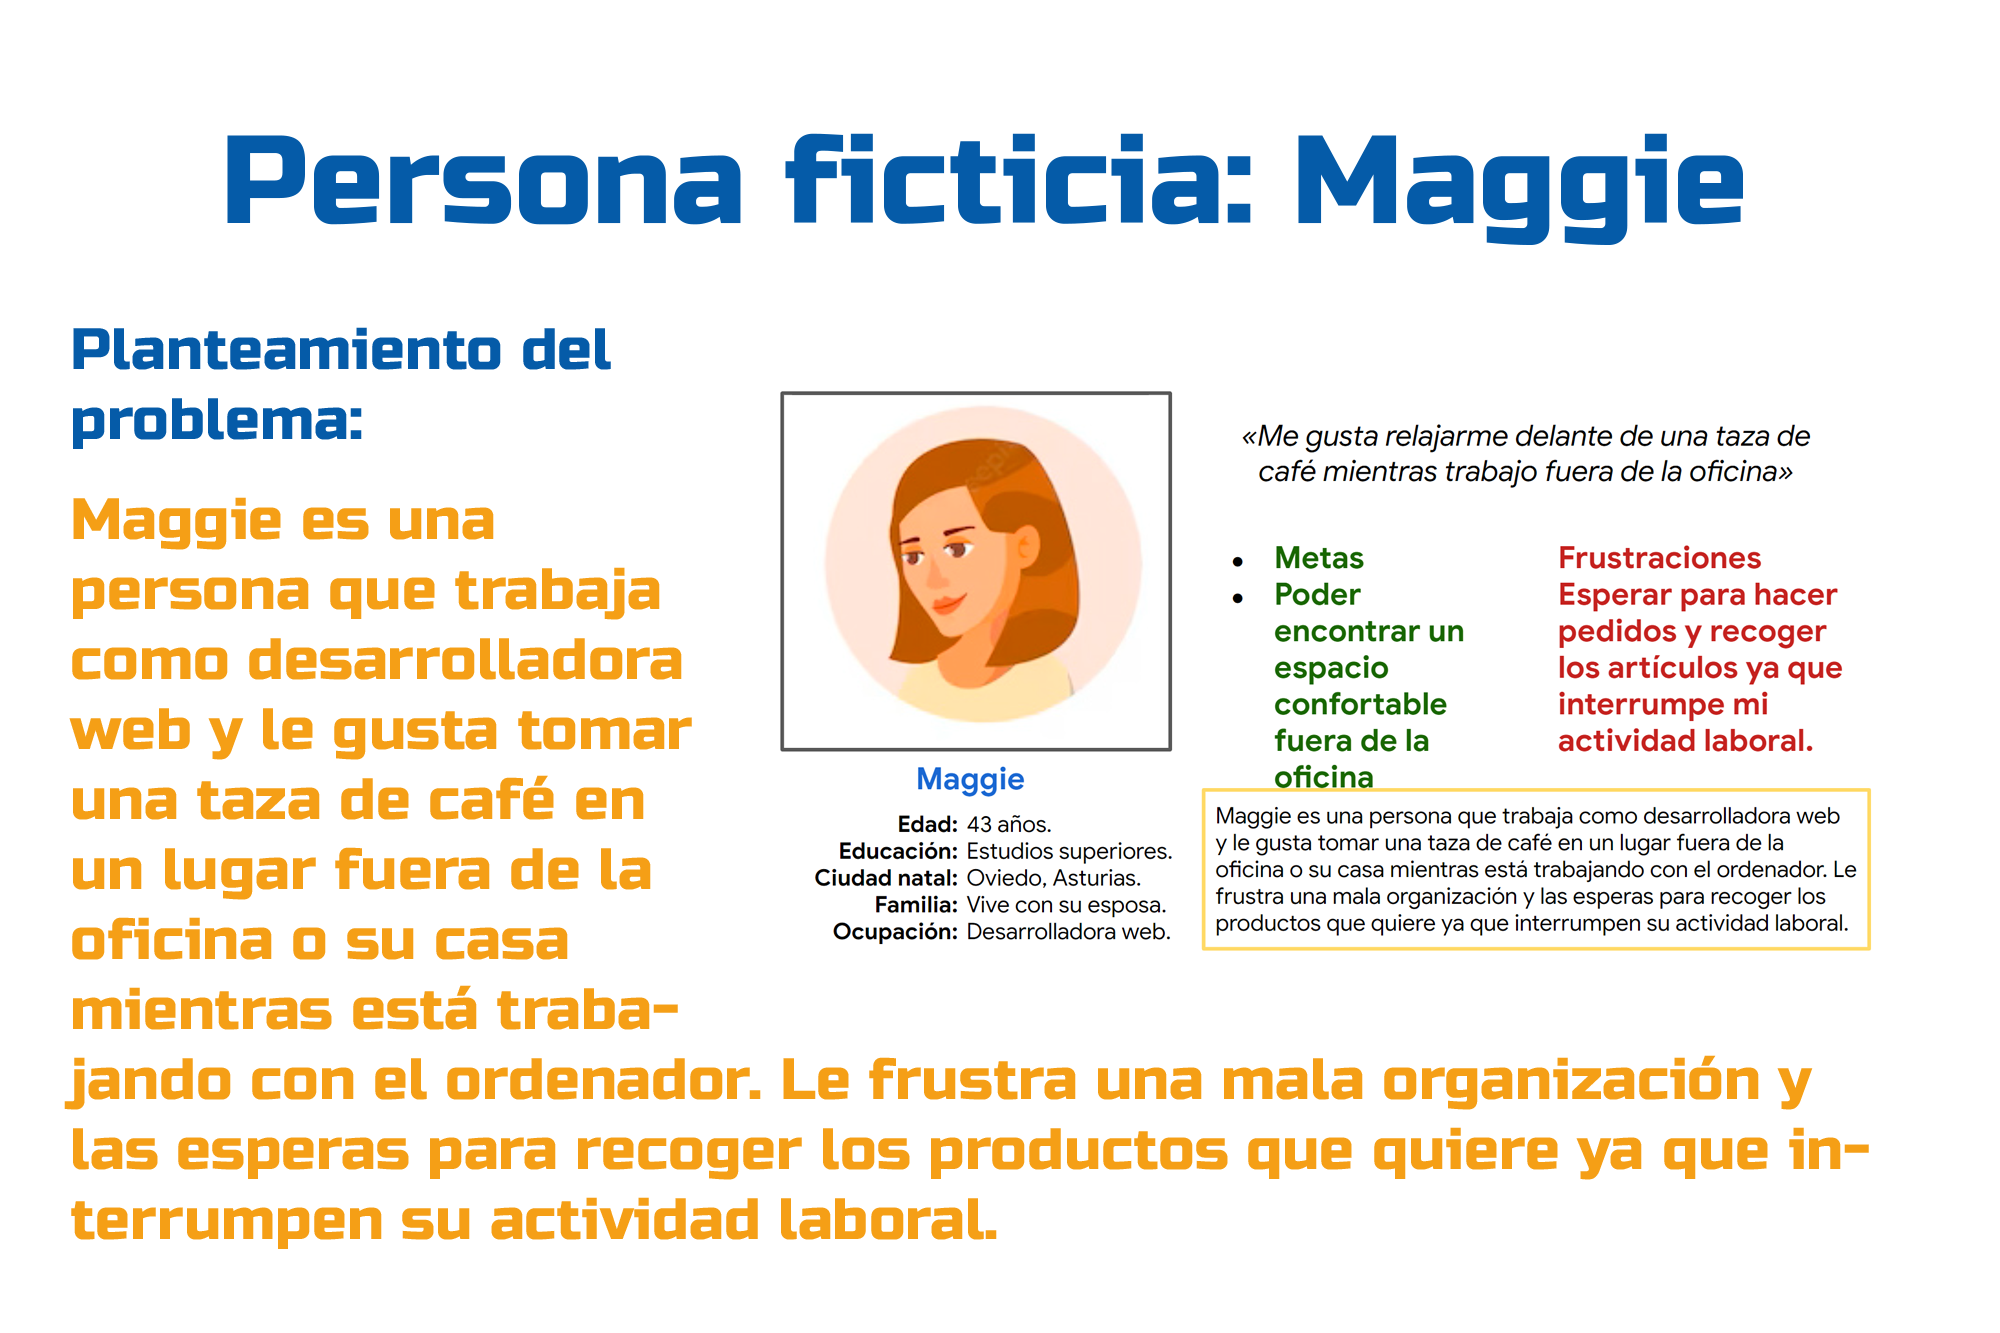 Persona ficticia: Maggie
Planteamiento del
problema:
Maggie es una
persona que trabaja
como desarrolladora
web y le gusta tomar
una taza de café en
un lugar fuera de la
oficina o su casa
mientras está traba-
jando con el ordenador. Le frustra una mala organización y
las esperas para recoger los productos que quiere ya que in-
terrumpen su actividad laboral.
Maggie
Edad: 43 años.
Educación: Estudios superiores.
Ciudad natal: Oviedo, Asturias.
Familia: Vive con su esposa.
Ocupación: Desarrolladora web.
«Me gusta relajarme delante de una taza de
café mientras trabajo fuera de la oficina»
• Metas
• Poder
encontrar un
espacio
confortable
fuera de la
oficina
Frustraciones
Esperar para hacer
pedidos y recoger
los artículos ya que
interrumpe mi
actividad laboral.
Maggie es una persona que trabaja como desarrolladora web
y le gusta tomar una taza de café en un lugar fuera de la
oficina o su casa mientras está trabajando con el ordenador. Le
frustra una mala organización y las esperas para recoger los
productos que quiere ya que interrumpen su actividad laboral.